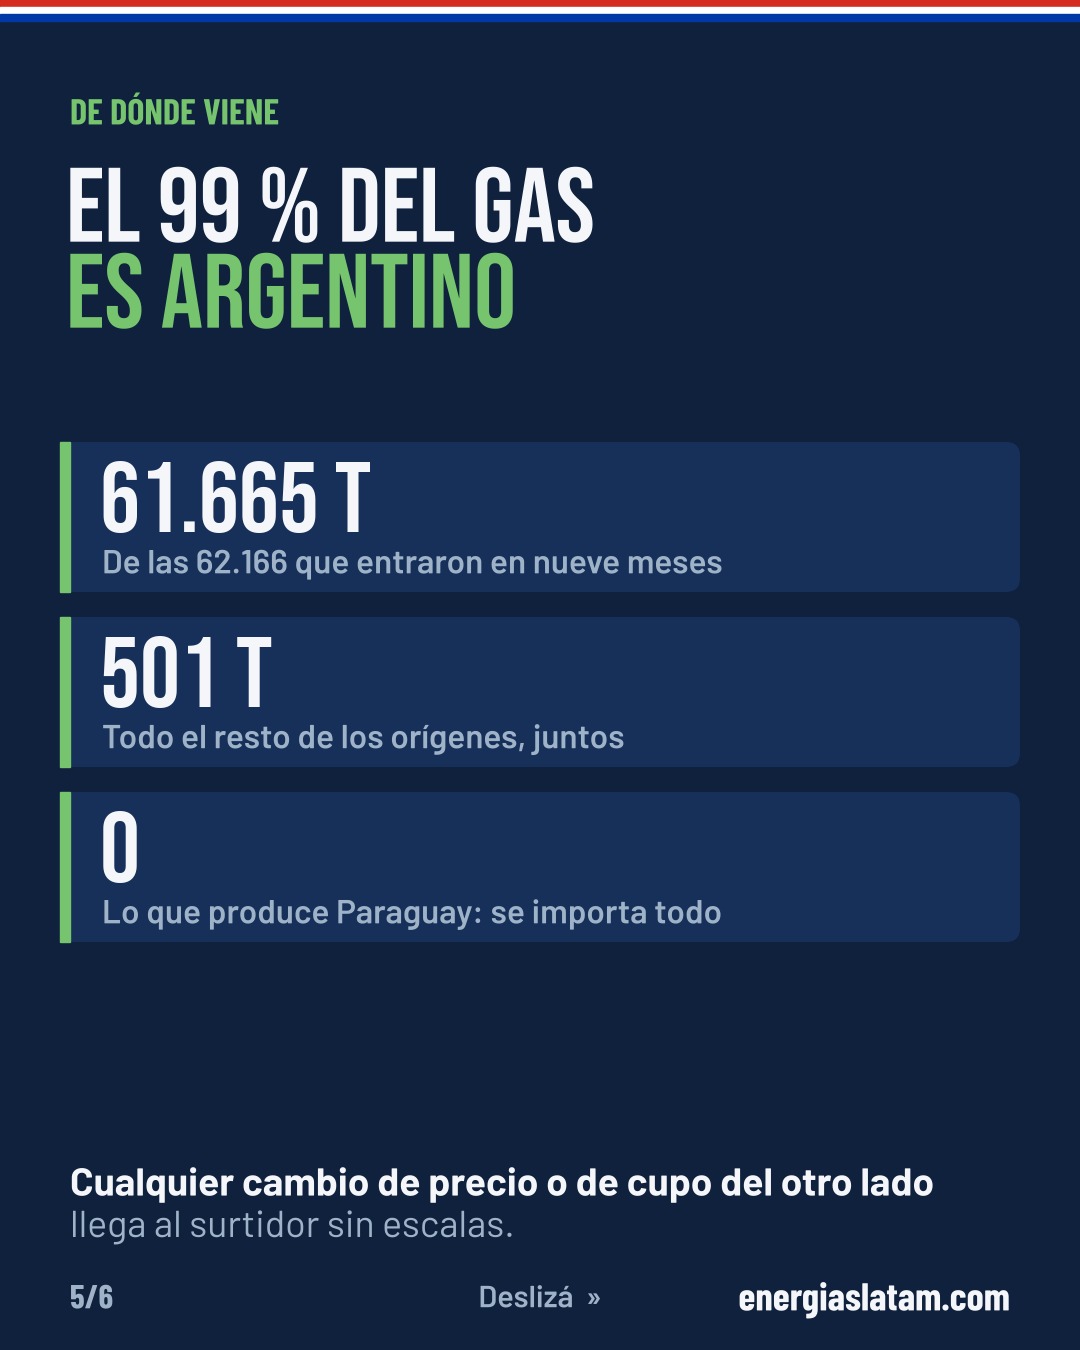 DE DÓNDE VIENE
EL 99 % DEL GAS
ES ARGENTINO
61.665 T
De las 62.166 que entraron en nueve meses
501 T
Todo el resto de los orígenes, juntos
0
Lo que produce Paraguay: se importa todo
Cualquier cambio de precio o de cupo del otro lado
llega al surtidor sin escalas.
5/6
Deslizá »
energiaslatam.com